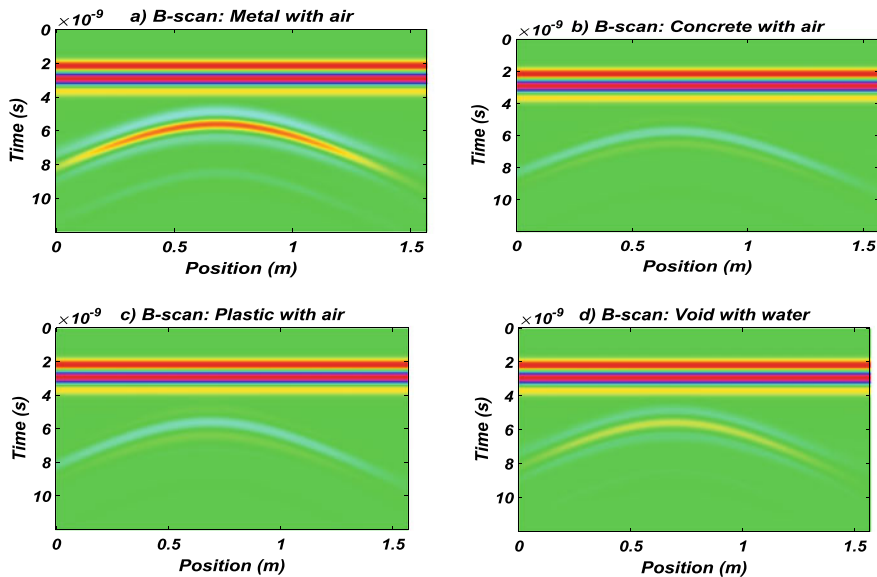 a) B-scan: Metal with air
×10-9
0
2
4
6
8
10
Time (s)
0 0.5 1 1.5
Position (m)
b) B-scan: Concrete with air
×10-9
0
2
4
6
8
10
Time (s)
0 0.5 1 1.5
Position (m)
c) B-scan: Plastic with air
×10-9
0
2
4
6
8
10
Time (s)
0 0.5 1 1.5
Position (m)
d) B-scan: Void with water
×10-9
0
2
4
6
8
10
Time (s)
0 0.5 1 1.5
Position (m)